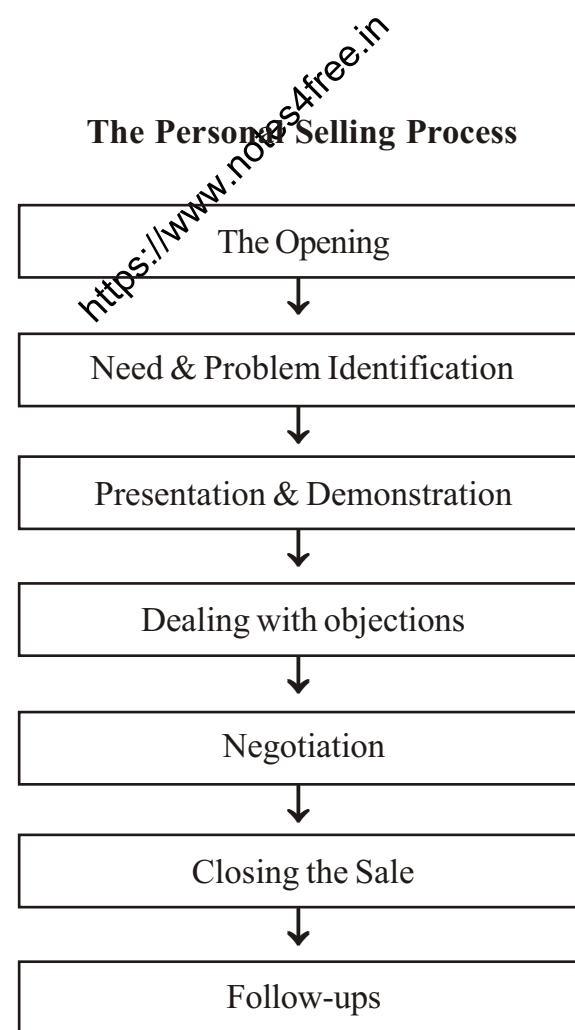 https://www.notes4free.in
The Personal Selling Process
The Opening
Need & Problem Identification
Presentation & Demonstration
Dealing with objections
Negotiation
Closing the Sale
Follow-ups